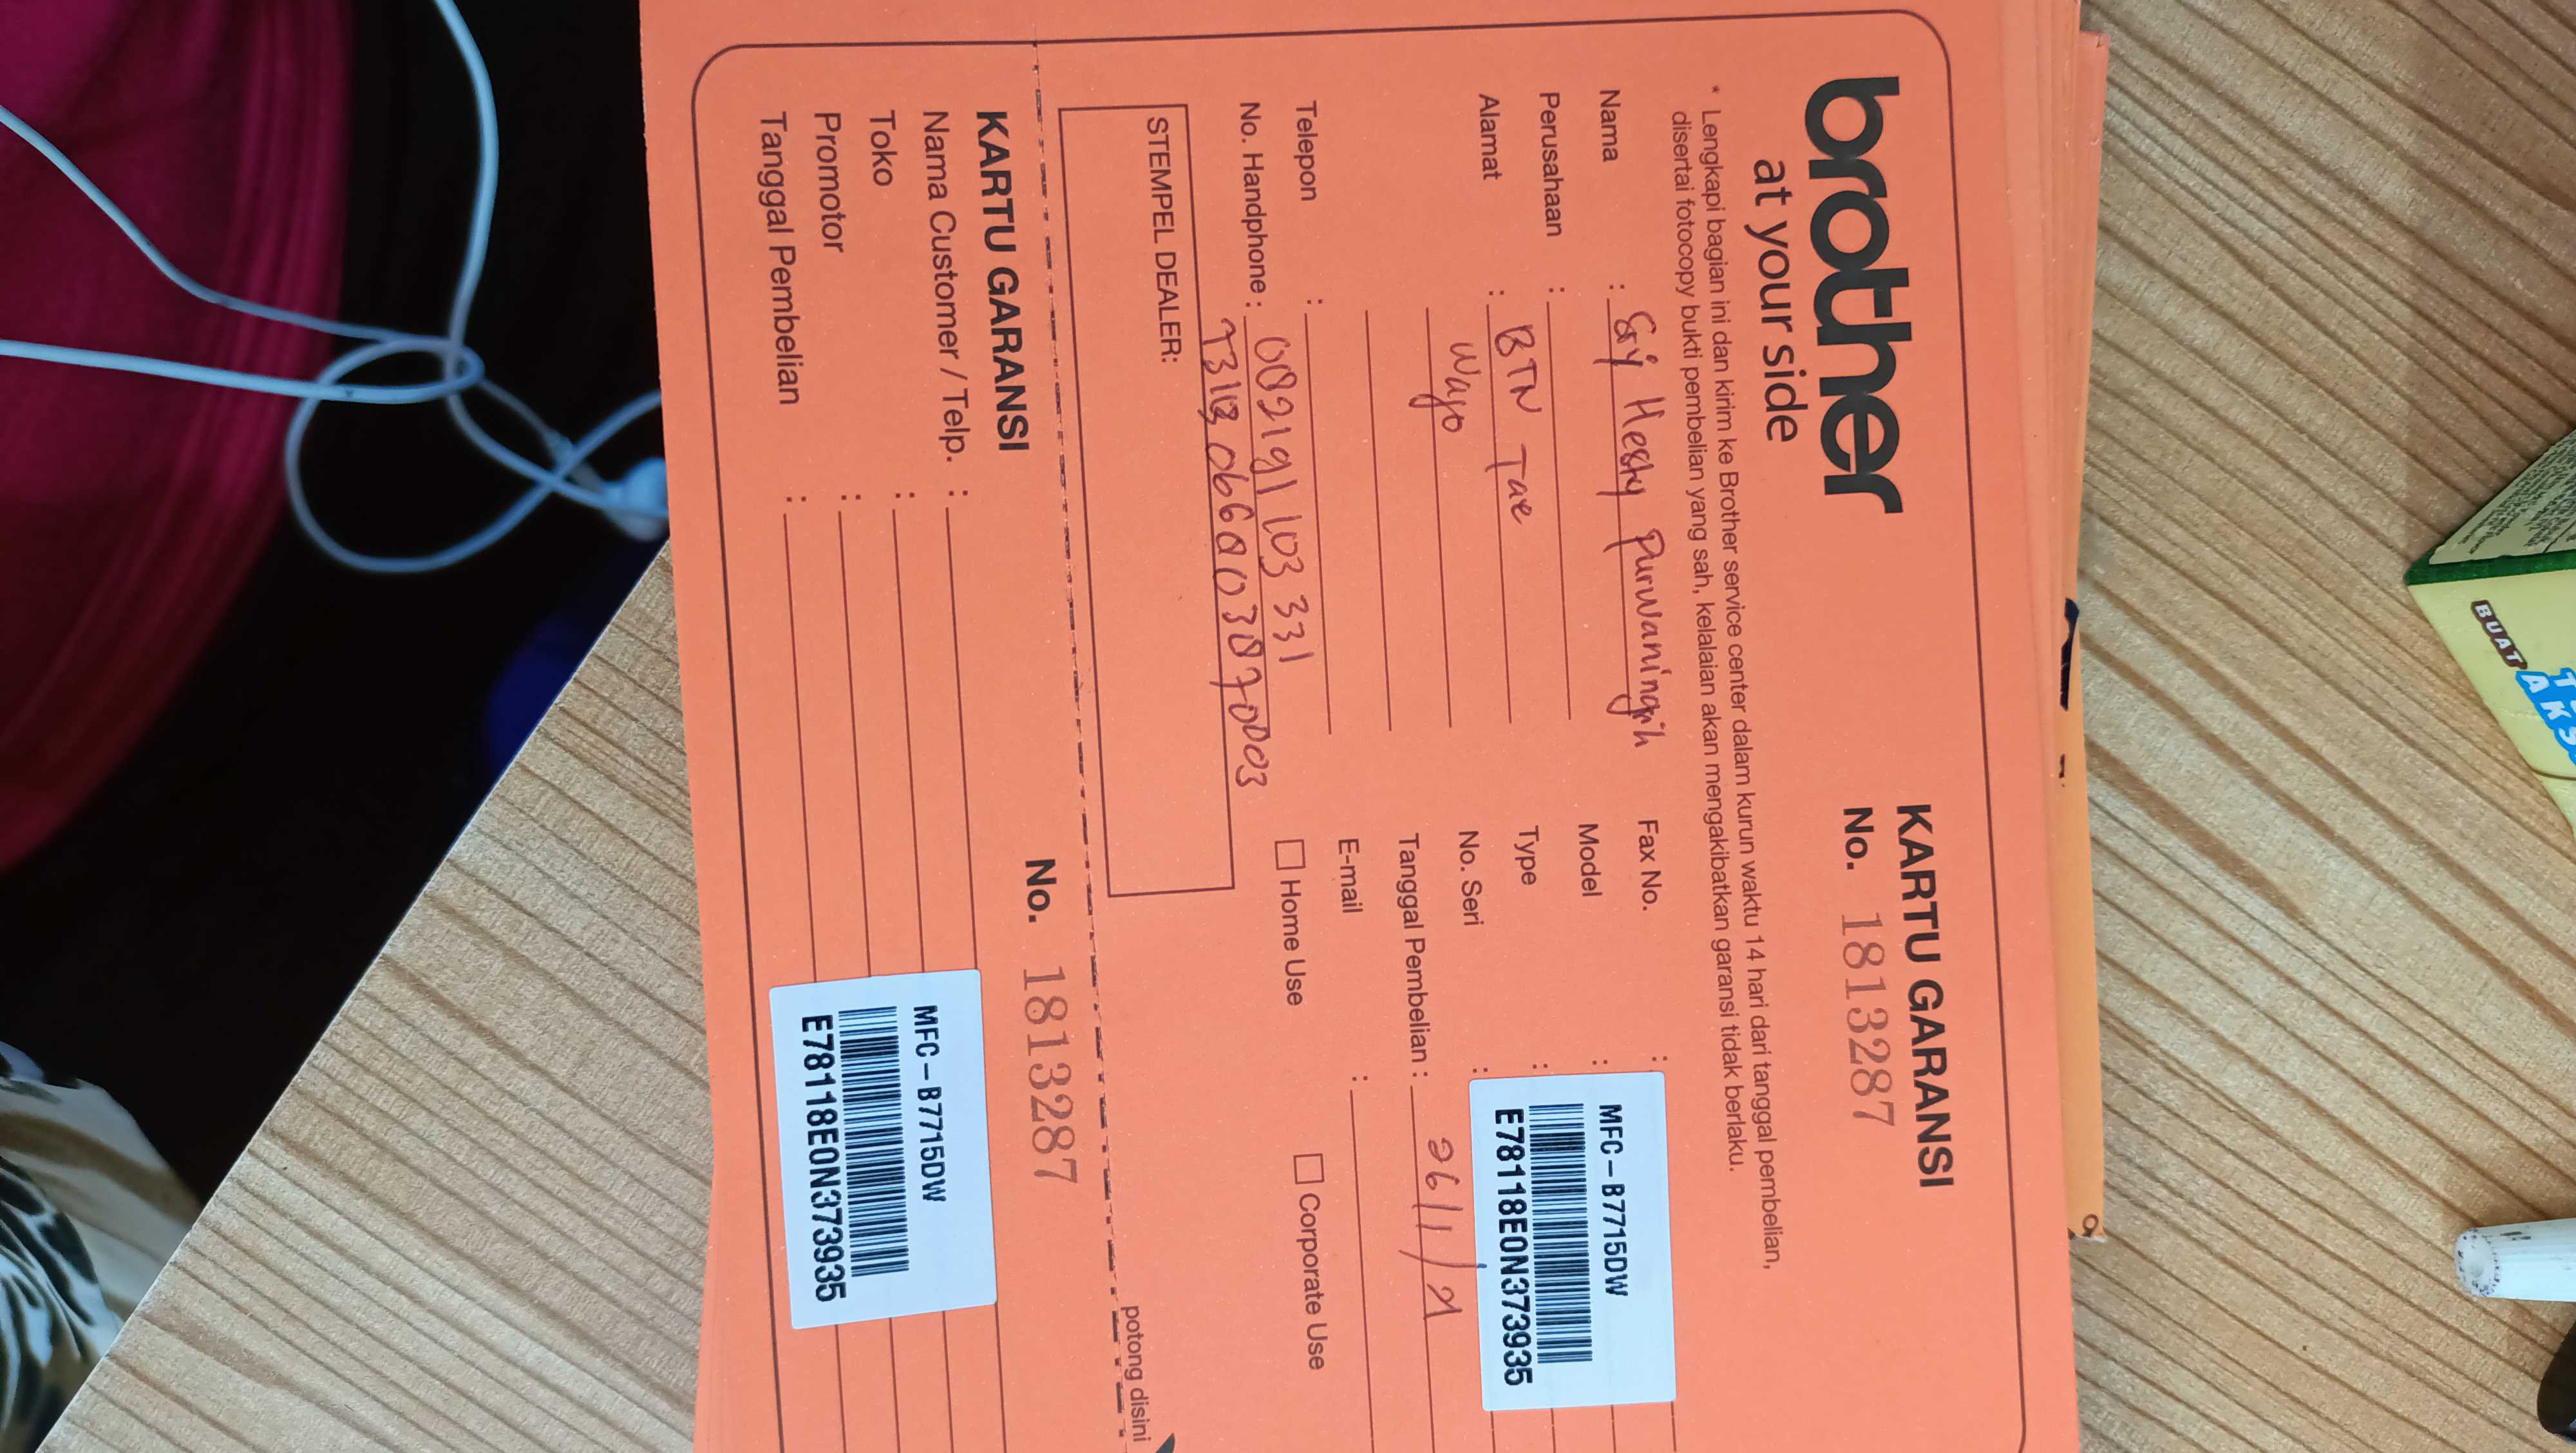 brother
at your side
KARTU GARANSI
No. 1813287
* Lengkapi bagian ini dan kirim ke Brother service center dalam kurun waktu 14 hari dari tanggal pembelian,
disertai fotocopy bukti pembelian yang sah, kelalaian akan mengakibatkan garansi tidak berlaku.
Nama : Sry Hesty Purwaningsih
Perusahaan :
Alamat : BTN Tae
Wajo
Telepon :
No. Handphone : 082191103331
Fax No. :
Model : MFC-B7715DW
Type :
No. Seri : E78118E0N373935
Tanggal Pembelian : 26/1/21
E-mail :
Home Use
Corporate Use
STEMPEL DEALER:
potong disini
KARTU GARANSI
No. 1813287
Nama Customer / Telp. :
Toko :
Promotor :
Tanggal Pembelian :
MFC-B7715DW
E78118E0N373935
BUAT